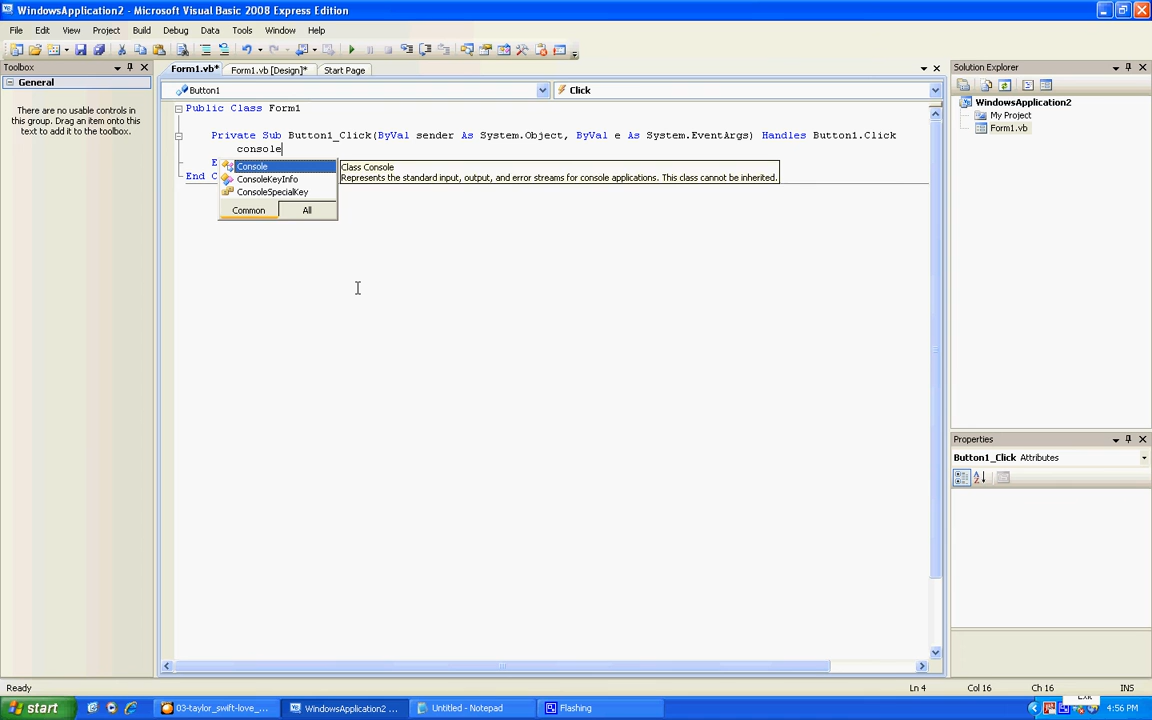 WindowsApplication2 - Microsoft Visual Basic 2008 Express Edition
File Edit View Project Build Debug Data Tools Window Help
Toolbox
General
There are no usable controls in
this group. Drag an item onto this
text to add it to the toolbox.
Form1.vb* Form1.vb [Design]* Start Page
Button1 Click
Public Class Form1
Private Sub Button1_Click(ByVal sender As System.Object, ByVal e As System.EventArgs) Handles Button1.Click
console
E
End C
Console
ConsoleKeyInfo
ConsoleSpecialKey
Common All
Class Console
Represents the standard input, output, and error streams for console applications. This class cannot be inherited.
Solution Explorer
WindowsApplication2
My Project
Form1.vb
Properties
Button1_Click Attributes
Ready Ln 4 Col 16 Ch 16 INS
start 03-taylor_swift-love_... WindowsApplication2 ... Untitled - Notepad Flashing 4:56 PM